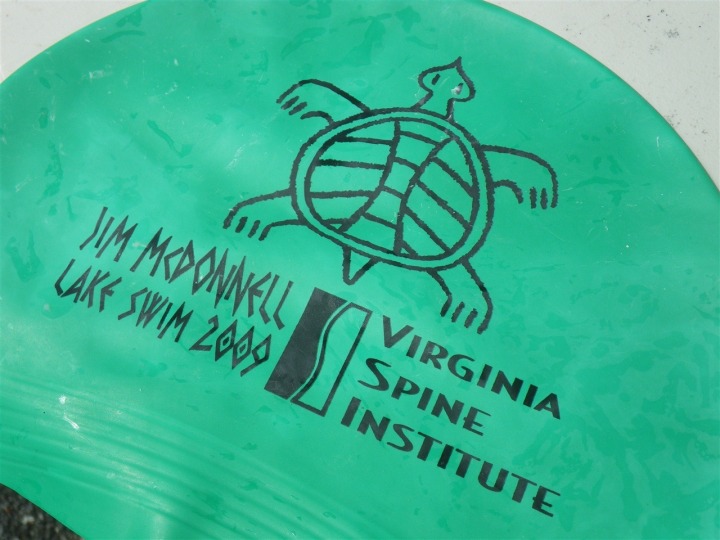 JIM McDONNELL
LAKE SWIM 2009
VIRGINIA
SPINE
INSTITUTE